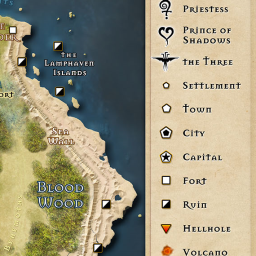 The
Lamphaven
Islands
Sea
Wall
Blood
Wood
Priestess
Prince of
Shadows
the Three
Settlement
Town
City
Capital
Fort
Ruin
Hellhole
Volcano